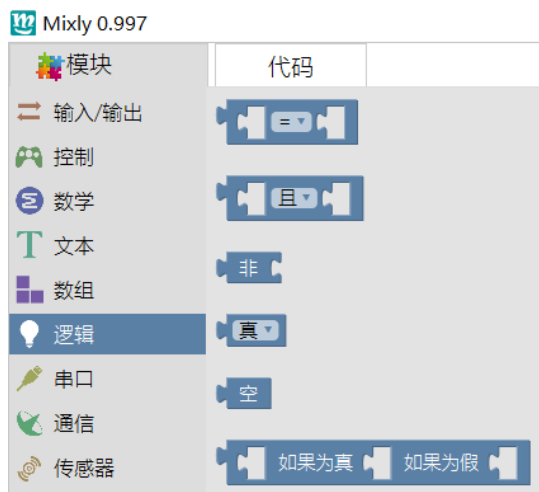 Mixly 0.997
模块
代码
输入/输出
控制
数学
文本
数组
逻辑
串口
通信
传感器
=
且
非
真
空
如果为真 如果为假